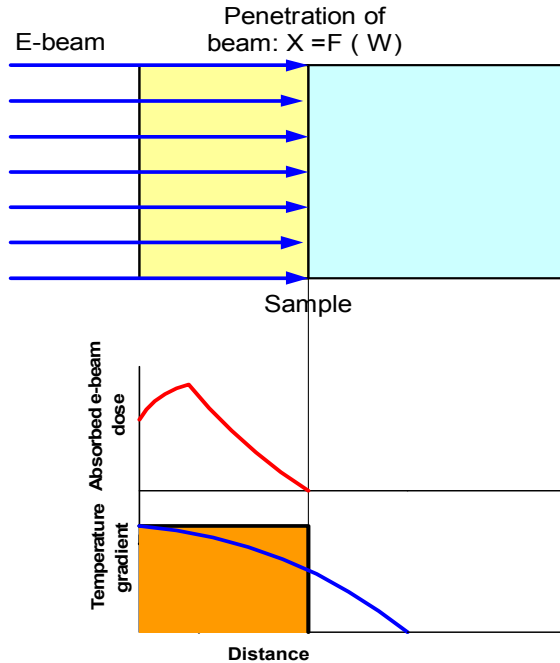 Penetration of
beam: X =F ( W)
E-beam
Sample
Absorbed e-beam
dose
Temperature
gradient
Distance